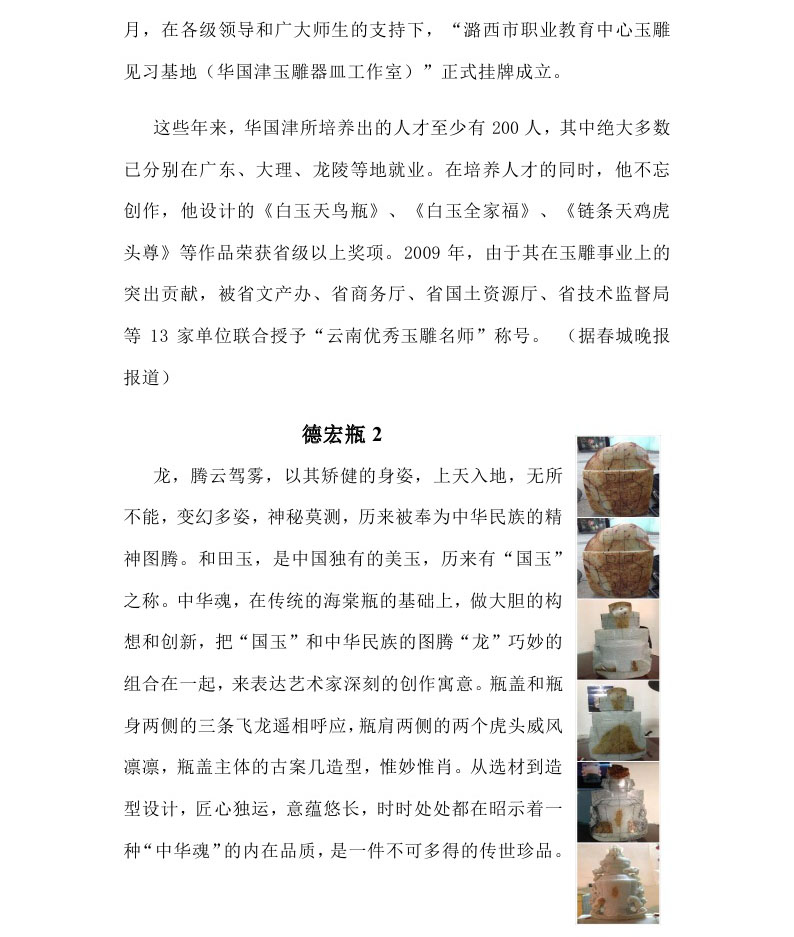 月，在各级领导和广大师生的支持下，“潞西市职业教育中心玉雕
见习基地（华国津玉雕器皿工作室）”正式挂牌成立。
这些年来，华国津所培养出的人才至少有 200 人，其中绝大多数
已分别在广东、大理、龙陵等地就业。在培养人才的同时，他不忘
创作，他设计的《白玉天鸟瓶》、《白玉全家福》、《链条天鸡虎
头尊》等作品荣获省级以上奖项。2009 年，由于其在玉雕事业上的
突出贡献，被省文产办、省商务厅、省国土资源厅、省技术监督局
等 13 家单位联合授予“云南优秀玉雕名师”称号。 （据春城晚报
报道）
德宏瓶 2
龙，腾云驾雾，以其矫健的身姿，上天入地，无所
不能，变幻多姿，神秘莫测，历来被奉为中华民族的精
神图腾。和田玉，是中国独有的美玉，历来有“国玉”
之称。中华魂，在传统的海棠瓶的基础上，做大胆的构
想和创新，把“国玉”和中华民族的图腾“龙”巧妙的
组合在一起，来表达艺术家深刻的创作寓意。瓶盖和瓶
身两侧的三条飞龙遥相呼应，瓶肩两侧的两个虎头威风
凛凛，瓶盖主体的古案几造型，惟妙惟肖。从选材到造
型设计，匠心独运，意蕴悠长，时时处处都在昭示着一
种“中华魂”的内在品质，是一件不可多得的传世珍品。